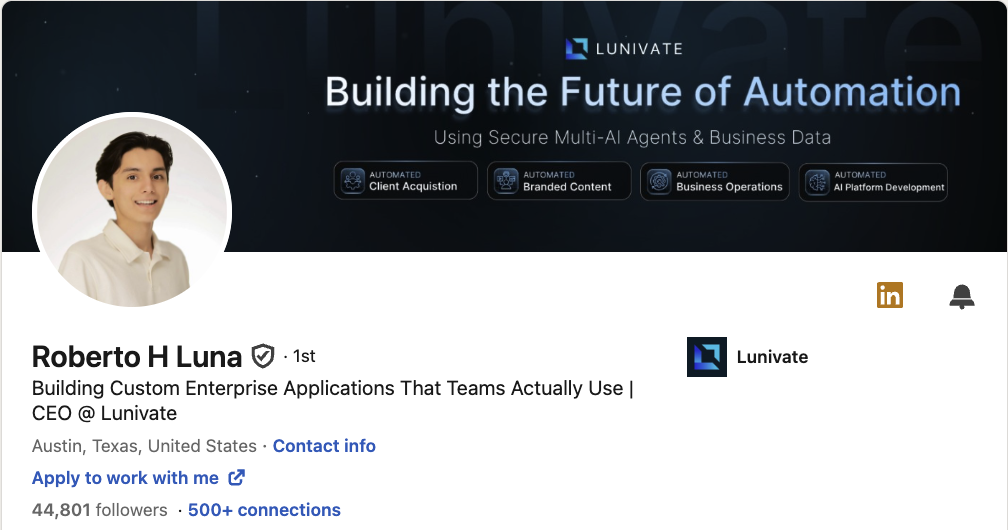 LUNIVATE
Building the Future of Automation
Using Secure Multi-AI Agents & Business Data
AUTOMATED
Client Acquistion
AUTOMATED
Branded Content
AUTOMATED
Business Operations
AUTOMATED
AI Platform Development
in
Roberto H Luna · 1st
Lunivate
Building Custom Enterprise Applications That Teams Actually Use |
CEO @ Lunivate
Austin, Texas, United States · Contact info
Apply to work with me
44,801 followers · 500+ connections